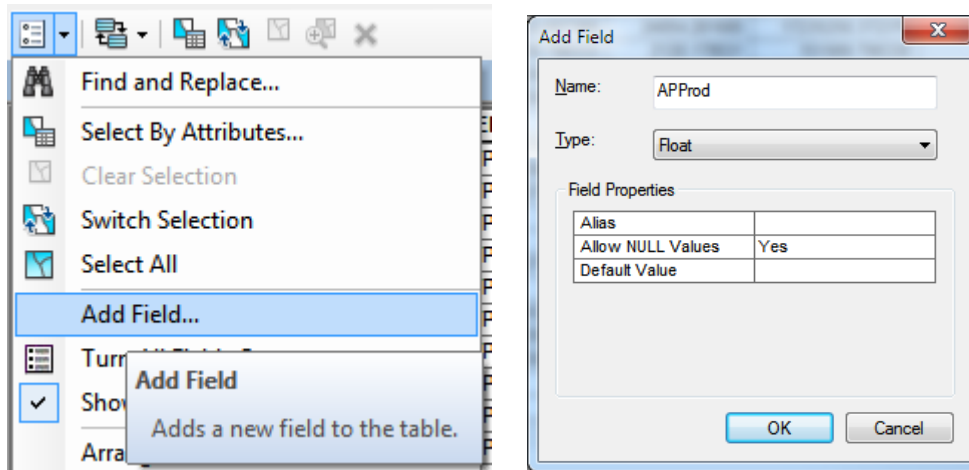 Find and Replace...
Select By Attributes...
Clear Selection
Switch Selection
Select All
Add Field...
Add Field
Adds a new field to the table.
Add Field
Name:
APProd
Type:
Float
Field Properties
Alias
Allow NULL Values
Yes
Default Value
OK
Cancel